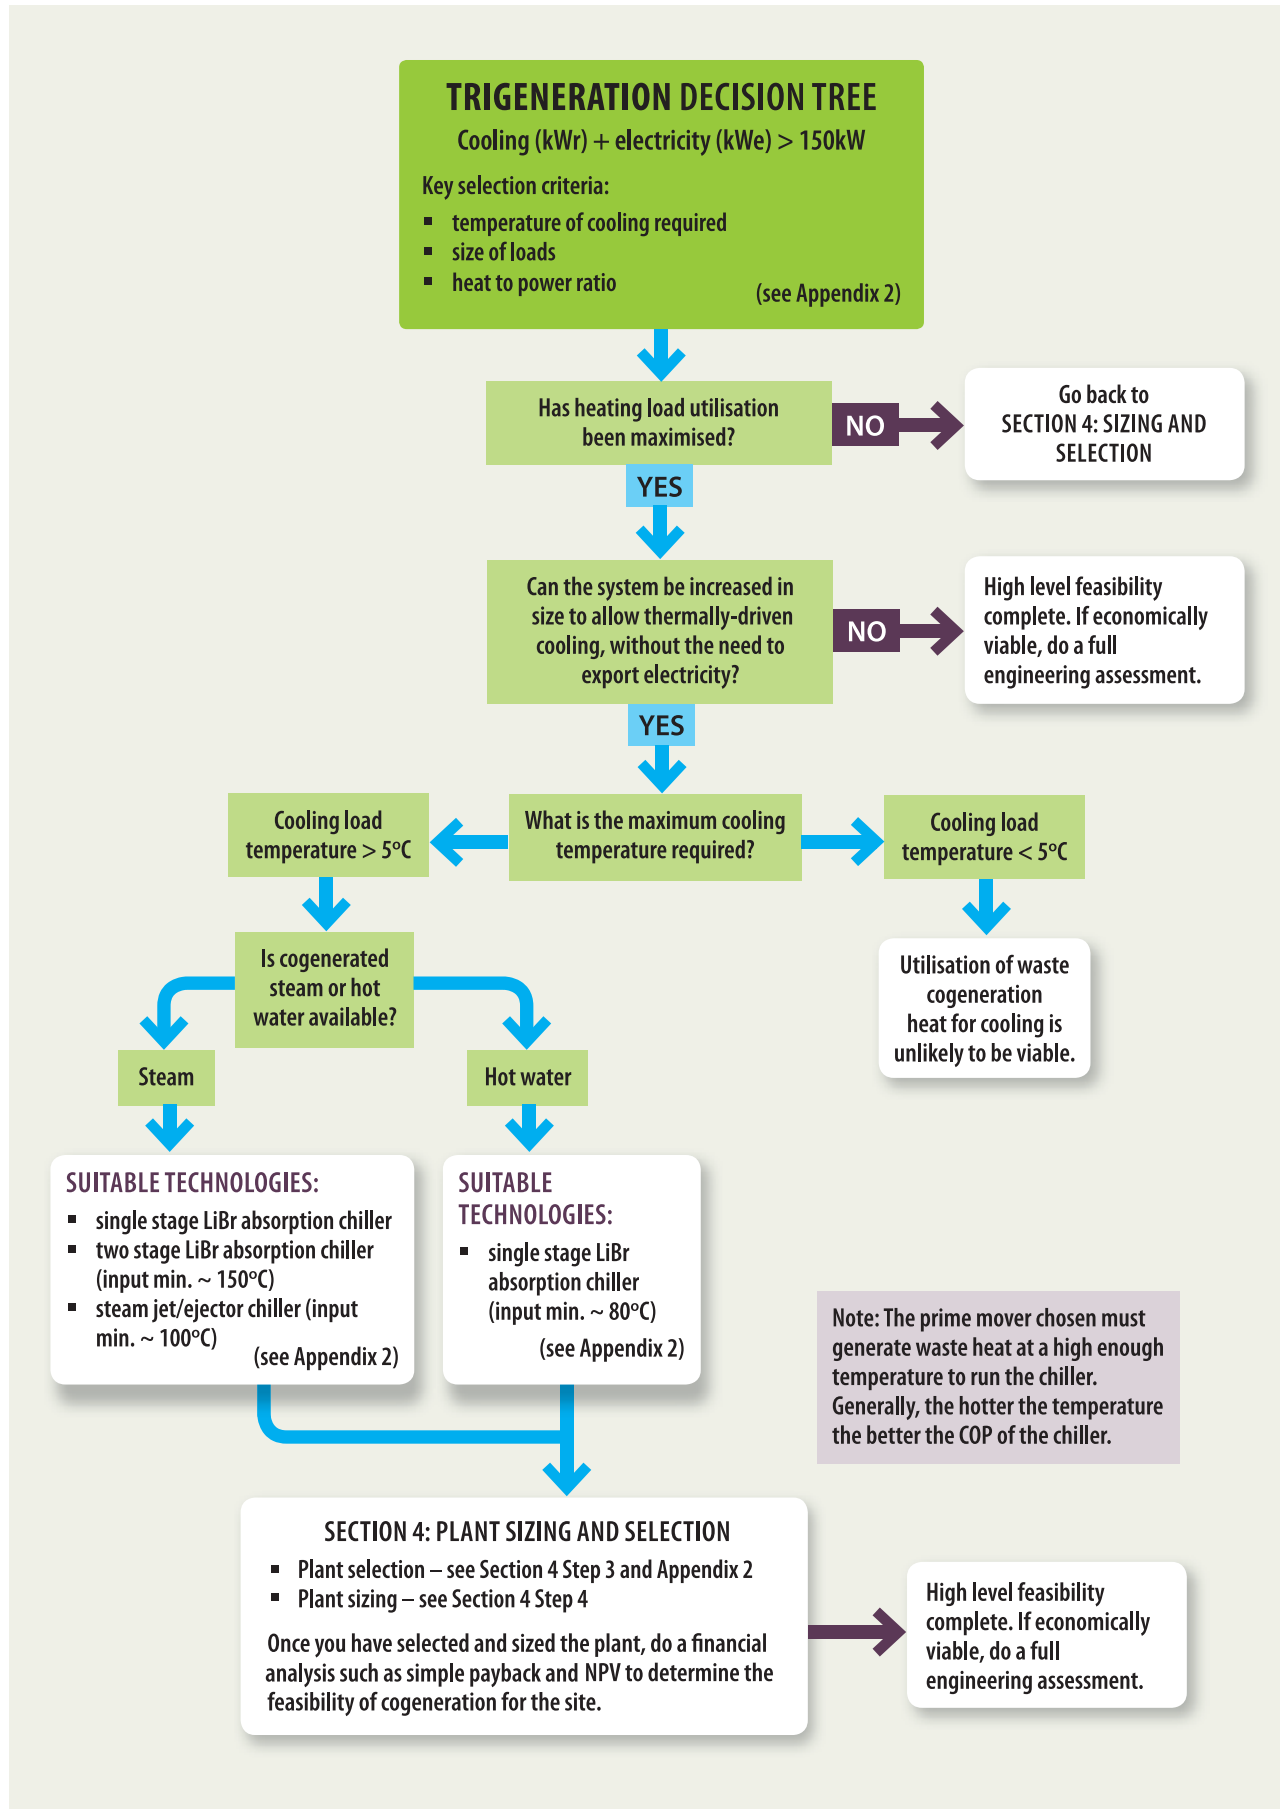 TRIGENERATION DECISION TREE
Cooling (kWr) + electricity (kWe) > 150kW
Key selection criteria:
▪ temperature of cooling required
▪ size of loads
▪ heat to power ratio
(see Appendix 2)
Has heating load utilisation
been maximised?
NO
Go back to
SECTION 4: SIZING AND
SELECTION
YES
Can the system be increased in
size to allow thermally-driven
cooling, without the need to
export electricity?
NO
High level feasibility
complete. If economically
viable, do a full
engineering assessment.
YES
Cooling load
temperature > 5ºC
What is the maximum cooling
temperature required?
Cooling load
temperature < 5ºC
Is cogenerated
steam or hot
water available?
Utilisation of waste
cogeneration
heat for cooling is
unlikely to be viable.
Steam
Hot water
SUITABLE TECHNOLOGIES:
▪ single stage LiBr absorption chiller
▪ two stage LiBr absorption chiller
(input min. ~ 150ºC)
▪ steam jet/ejector chiller (input
min. ~ 100ºC)
(see Appendix 2)
SUITABLE
TECHNOLOGIES:
▪ single stage LiBr
absorption chiller
(input min. ~ 80ºC)
(see Appendix 2)
Note: The prime mover chosen must
generate waste heat at a high enough
temperature to run the chiller.
Generally, the hotter the temperature
the better the COP of the chiller.
SECTION 4: PLANT SIZING AND SELECTION
▪ Plant selection – see Section 4 Step 3 and Appendix 2
▪ Plant sizing – see Section 4 Step 4
Once you have selected and sized the plant, do a financial
analysis such as simple payback and NPV to determine the
feasibility of cogeneration for the site.
High level feasibility
complete. If economically
viable, do a full
engineering assessment.